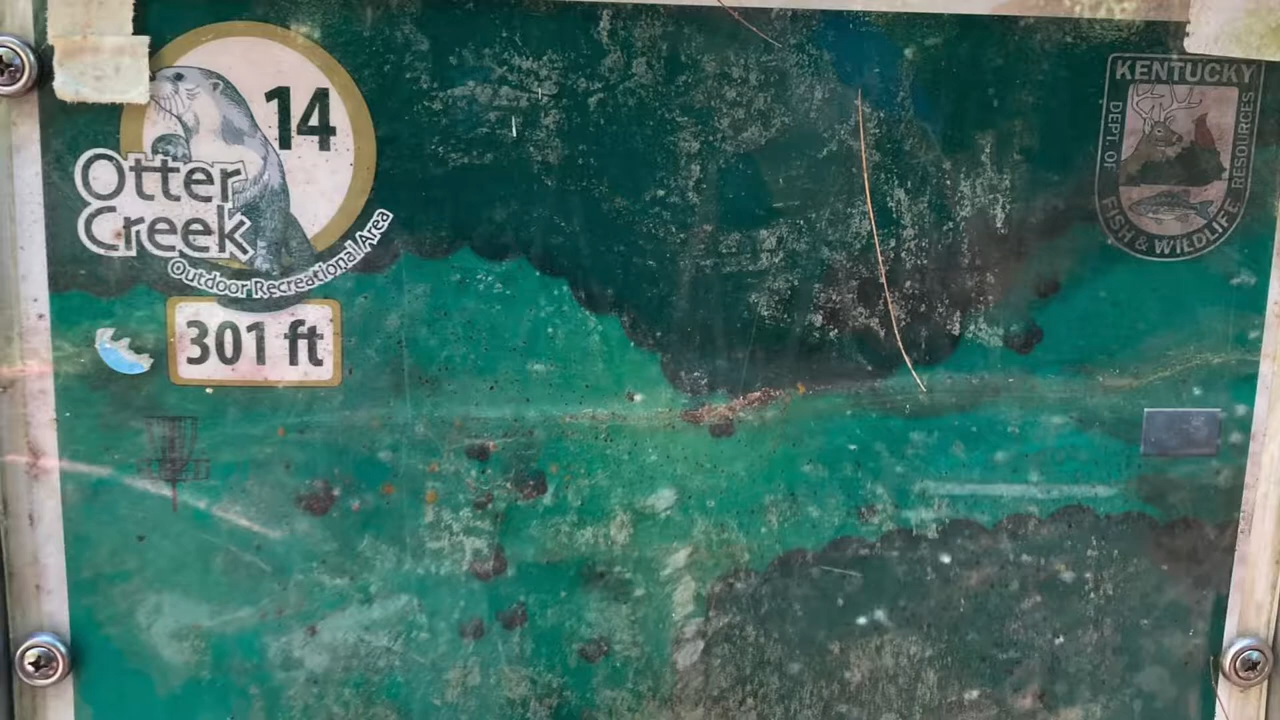 14
Otter
Creek
Outdoor Recreational Area
301 ft
KENTUCKY
DEPT. OF
RESOURCES
FISH & WILDLIFE